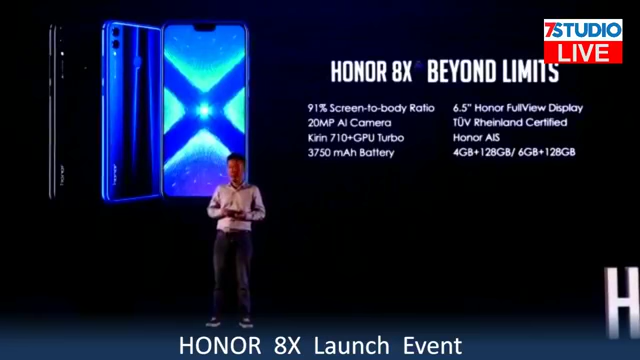 7STUDIO
LIVE
HONOR 8X BEYOND LIMITS
91% Screen-to-body Ratio
20MP AI Camera
Kirin 710+GPU Turbo
3750 mAh Battery
6.5" Honor FullView Display
TÜV Rheinland Certified
Honor AIS
4GB+128GB/ 6GB+128GB
honor
honor
H
HONOR 8X Launch Event